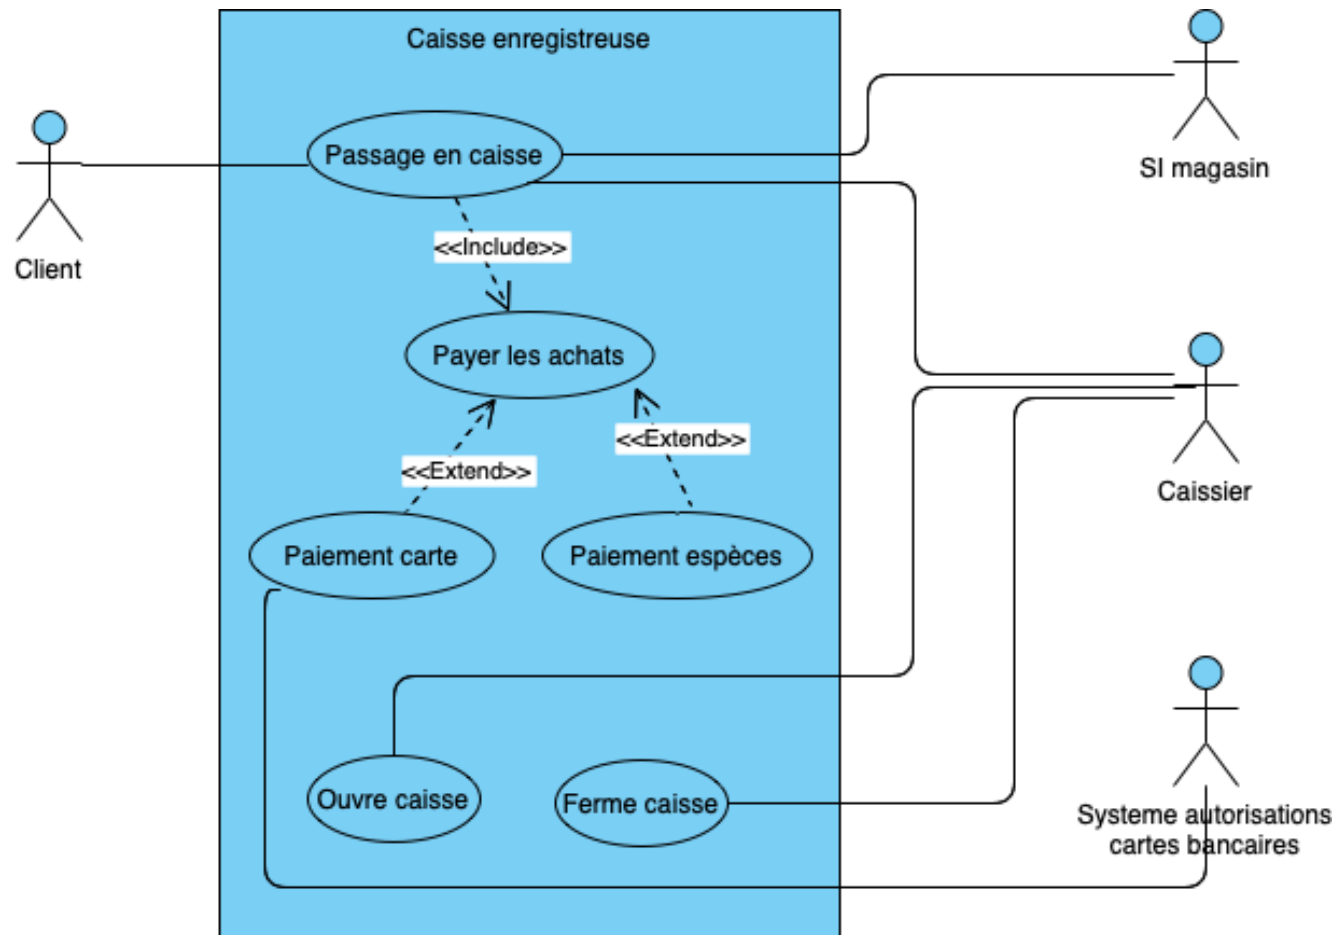 Caisse enregistreuse
Passage en caisse
SI magasin
<<Include>>
Client
Payer les achats
<<Extend>>
<<Extend>>
Caissier
Paiement carte
Paiement espèces
Ouvre caisse
Ferme caisse
Systeme autorisations
cartes bancaires